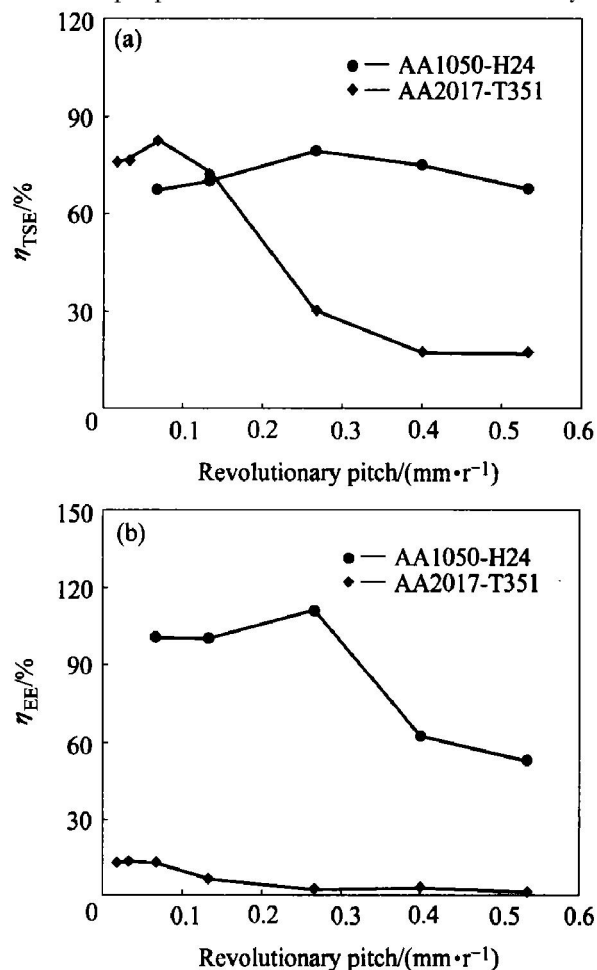 120
(a)
AA1050-H24
AA2017-T351
90
60
30
0
ηTSE/%
0.1 0.2 0.3 0.4 0.5 0.6
Revolutionary pitch/(mm•r⁻¹)
150
(b)
AA1050-H24
AA2017-T351
120
90
60
30
0
ηEE/%
0.1 0.2 0.3 0.4 0.5 0.6
Revolutionary pitch/(mm•r⁻¹)